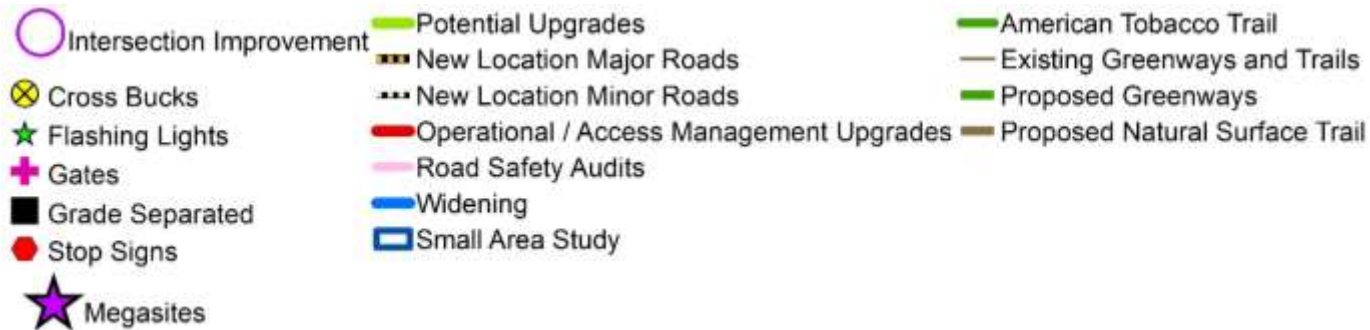 Intersection Improvement
Cross Bucks
Flashing Lights
Gates
Grade Separated
Stop Signs
Megasites
Potential Upgrades
New Location Major Roads
New Location Minor Roads
Operational / Access Management Upgrades
Road Safety Audits
Widening
Small Area Study
American Tobacco Trail
Existing Greenways and Trails
Proposed Greenways
Proposed Natural Surface Trail